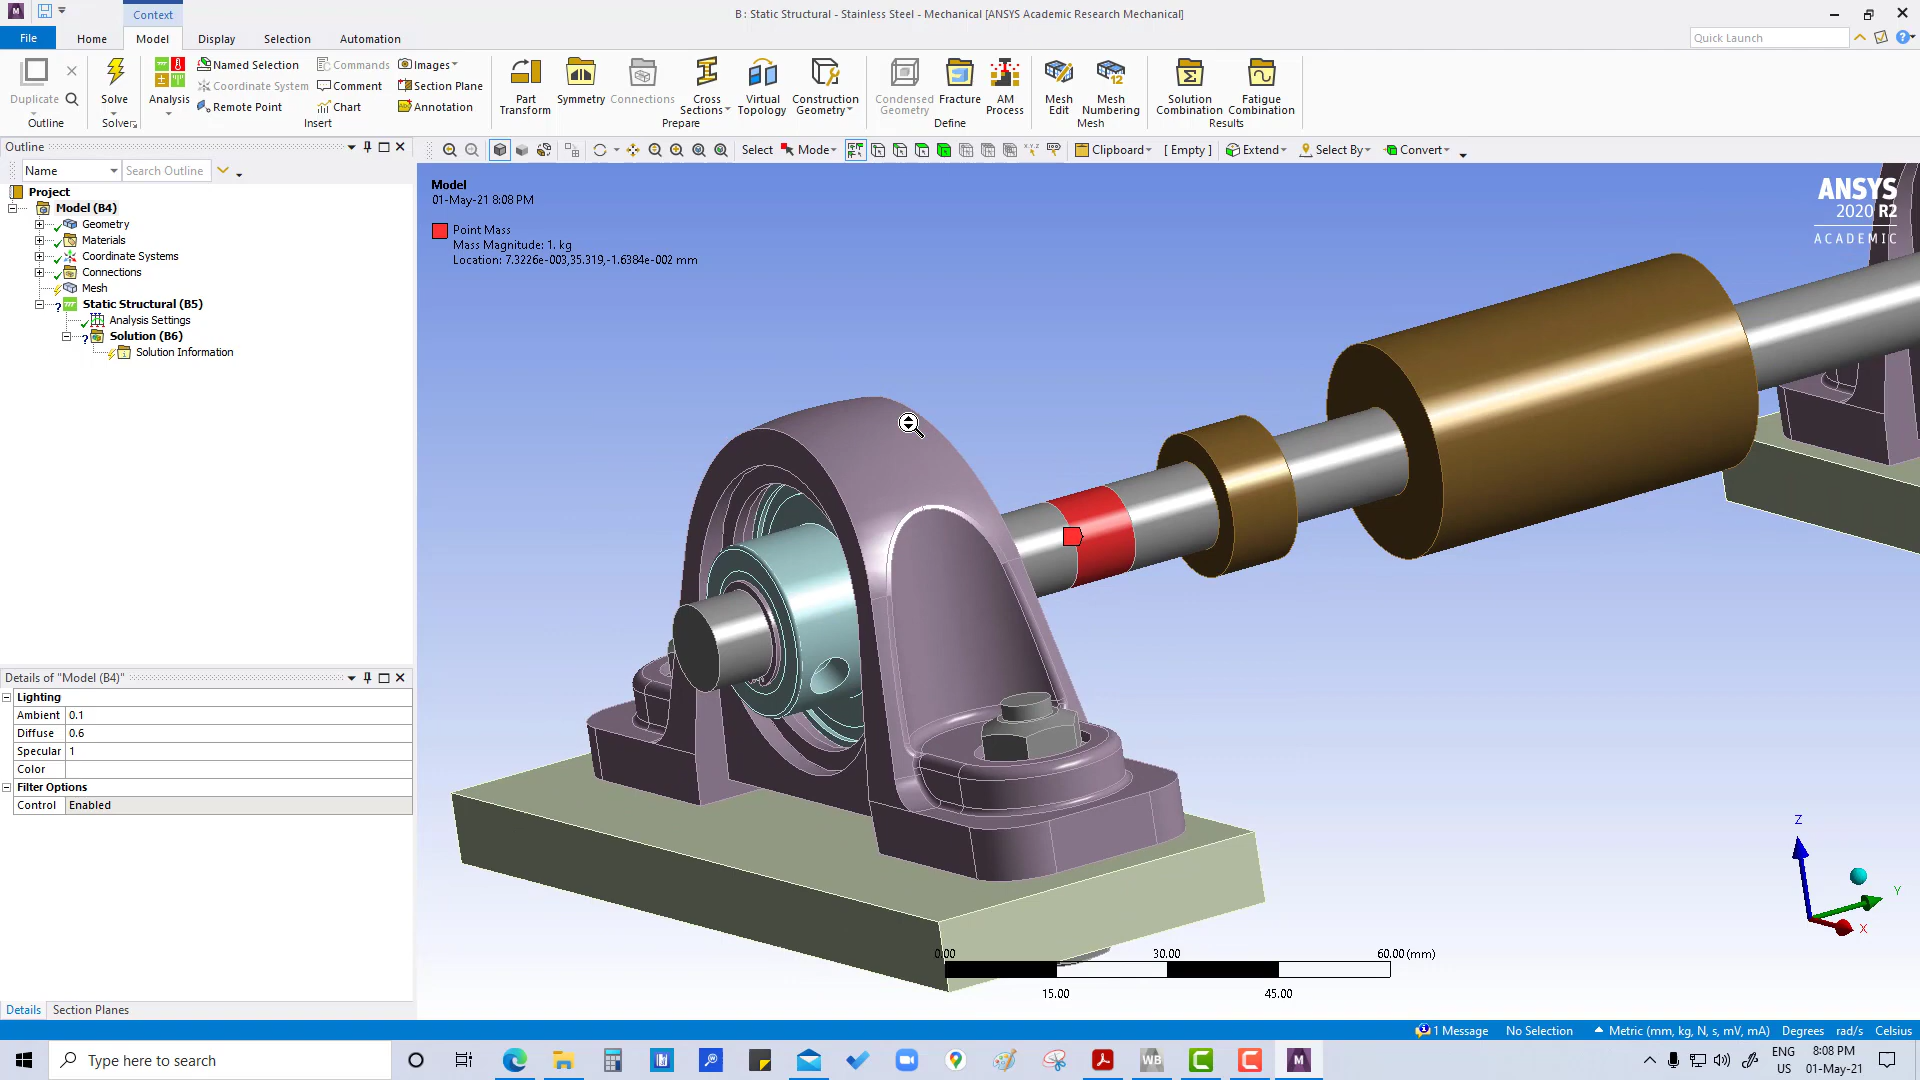 Context
B : Static Structural - Stainless Steel - Mechanical [ANSYS Academic Research Mechanical]
File
Home
Model
Display
Selection
Automation
Quick Launch
Duplicate
Outline
Solve
Solver
Analysis
Named Selection
Coordinate System
Remote Point
Commands
Comment
Chart
Images
Section Plane
Annotation
Insert
Part Transform
Symmetry
Connections
Cross Sections
Virtual Topology
Construction Geometry
Prepare
Condensed Geometry
Fracture
AM Process
Define
Mesh Edit
Mesh Numbering
Mesh
Solution Combination
Fatigue Combination
Results
Outline
Select
Mode
Clipboard
[ Empty ]
Extend
Select By
Convert
Name
Search Outline
Project
Model (B4)
Geometry
Materials
Coordinate Systems
Connections
Mesh
Static Structural (B5)
Analysis Settings
Solution (B6)
Solution Information
Model
01-May-21 8:08 PM
Point Mass
Mass Magnitude: 1. kg
Location: 7.3226e-003,35.319,-1.6384e-002 mm
ANSYS
2020 R2
ACADEMIC
Details of "Model (B4)"
Lighting
Ambient 0.1
Diffuse 0.6
Specular 1
Color
Filter Options
Control Enabled
Z
Y
X
0.00 30.00 60.00 (mm)
15.00 45.00
Details
Section Planes
1 Message
No Selection
Metric (mm, kg, N, s, mV, mA)
Degrees
rad/s
Celsius
Type here to search
WB
M
ENG
US
8:08 PM
01-May-21